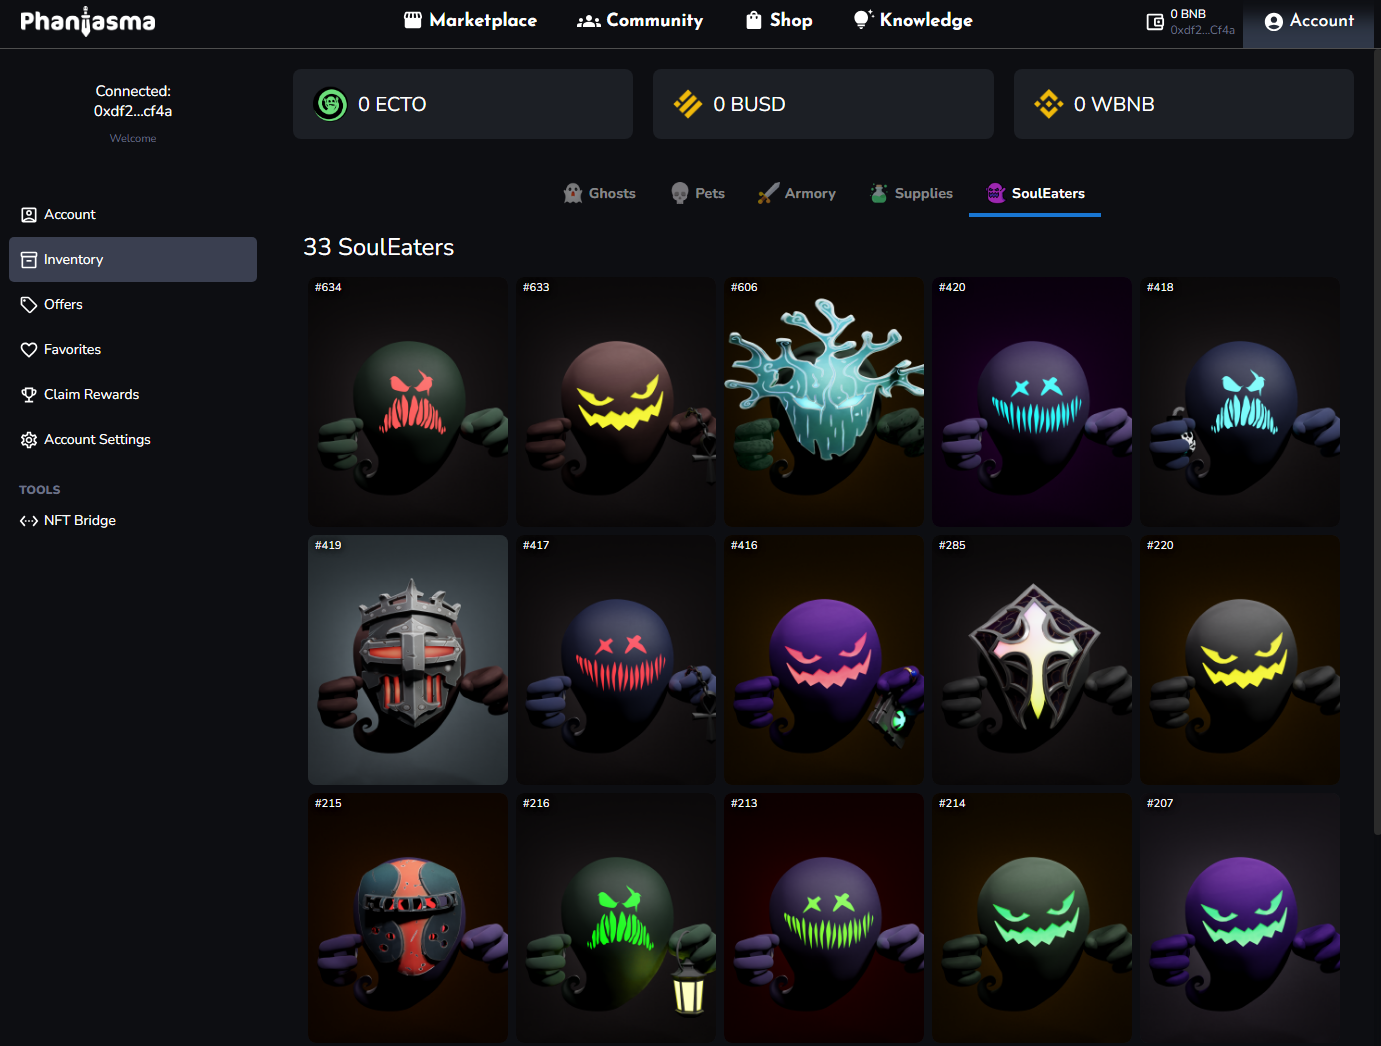 Phantasma
Marketplace
Community
Shop
Knowledge
0 BNB
0xdf2...Cf4a
Account
Connected:
0xdf2...cf4a
Welcome
0 ECTO
0 BUSD
0 WBNB
Account
Inventory
Offers
Favorites
Claim Rewards
Account Settings
TOOLS
NFT Bridge
Ghosts
Pets
Armory
Supplies
SoulEaters
33 SoulEaters
#634
#633
#606
#420
#418
#419
#417
#416
#285
#220
#215
#216
#213
#214
#207